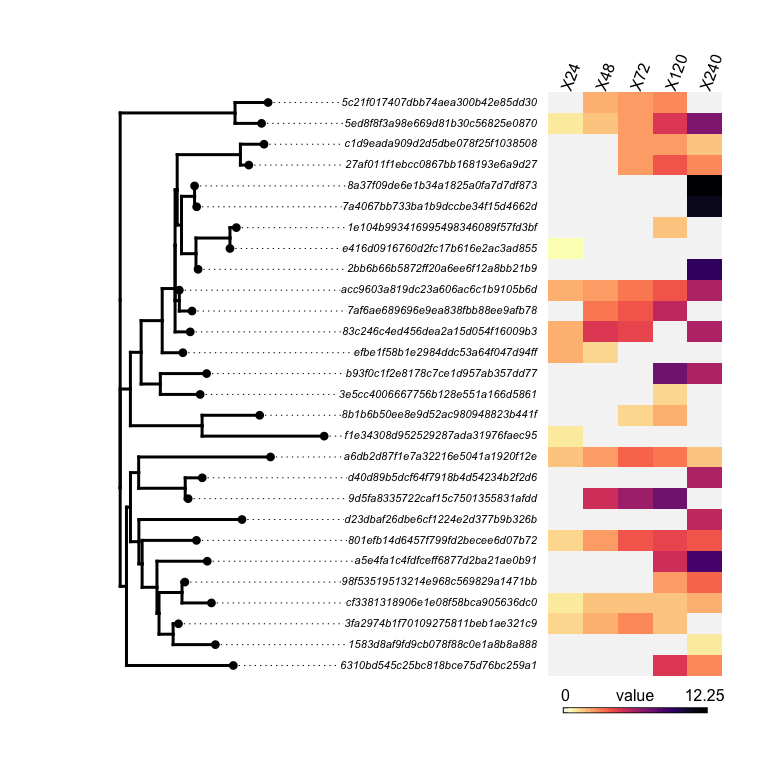 X24 X48 X72 X120 X240
5c21f017407dbb74aea300b42e85dd30
5ed8f8f3a98e669d81b30c56825e0870
c1d9eada909d2d5dbe078f25f1038508
27af011f1ebcc0867bb168193e6a9d27
8a37f09de6e1b34a1825a0fa7d7df873
7a4067bb733ba1b9dccbe34f15d4662d
1e104b993416995498346089f57fd3bf
e416d0916760d2fc17b616e2ac3ad855
2bb6b66b5872ff20a6ee6f12a8bb21b9
acc9603a819dc23a606ac6c1b9105b6d
7af6ae689696e9ea838fbb88ee9afb78
83c246c4ed456dea2a15d054f16009b3
efbe1f58b1e2984ddc53a64f047d94ff
b93f0c1f2e8178c7ce1d957ab357dd77
3e5cc4006667756b128e551a166d5861
8b1b6b50ee8e9d52ac980948823b441f
f1e34308d952529287ada31976faec95
a6db2d87f1e7a32216e5041a1920f12e
d40d89b5dcf64f7918b4d54234b2f2d6
9d5fa8335722caf15c7501355831afdd
d23dbaf26dbe6cf1224e2d377b9b326b
801efb14d6457f799fd2becee6d07b72
a5e4fa1c4fdfceff6877d2ba21ae0b91
98f53519513214e968c569829a1471bb
cf3381318906e1e08f58bca905636dc0
3fa2974b1f70109275811beb1ae321c9
1583d8af9fd9cb078f88c0e1a8b8a888
6310bd545c25bc818bce75d76bc259a1
0 value 12.25